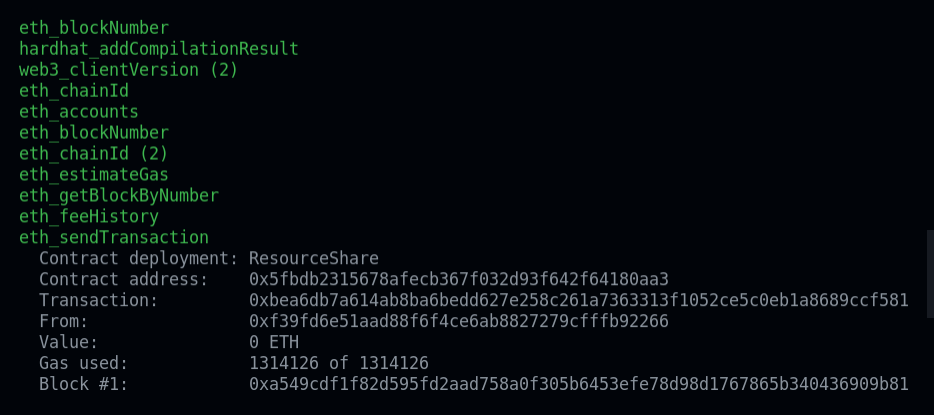 eth_blockNumber
hardhat_addCompilationResult
web3_clientVersion (2)
eth_chainId
eth_accounts
eth_blockNumber
eth_chainId (2)
eth_estimateGas
eth_getBlockByNumber
eth_feeHistory
eth_sendTransaction
Contract deployment: ResourceShare
Contract address: 0x5fbdb2315678afecb367f032d93f642f64180aa3
Transaction: 0xbea6db7a614ab8ba6bedd627e258c261a7363313f1052ce5c0eb1a8689ccf581
From: 0xf39fd6e51aad88f6f4ce6ab8827279cfffb92266
Value: 0 ETH
Gas used: 1314126 of 1314126
Block #1: 0xa549cdf1f82d595fd2aad758a0f305b6453efe78d98d1767865b340436909b81